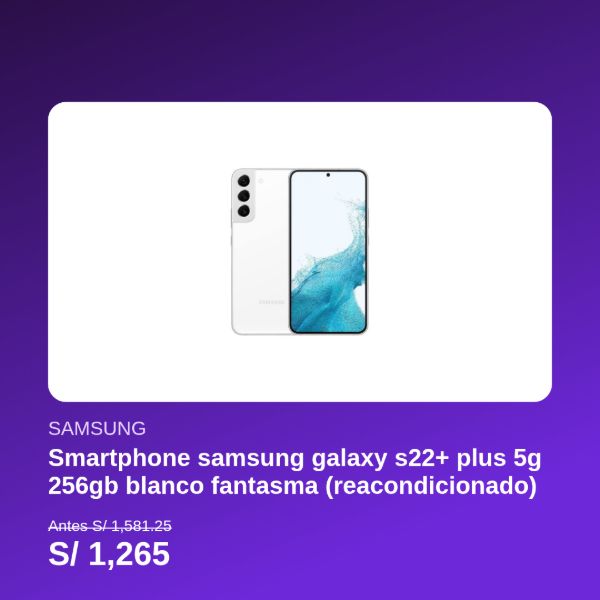 SAMSUNG
Smartphone samsung galaxy s22+ plus 5g
256gb blanco fantasma (reacondicionado)
Antes S/ 1,581.25
S/ 1,265